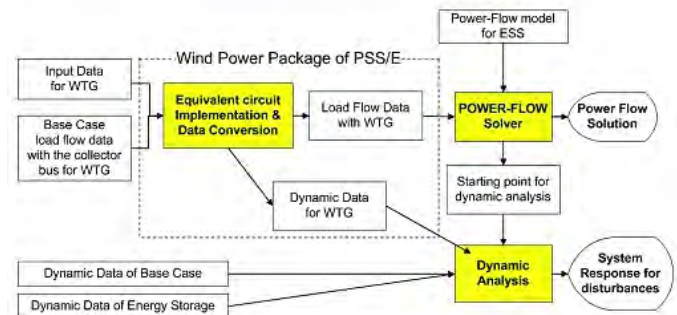 Power-Flow model
for ESS
Wind Power Package of PSS/E
Input Data
for WTG
Base Case
load flow data
with the collector
bus for WTG
Equivalent circuit
Implementation &
Data Conversion
Load Flow Data
with WTG
POWER-FLOW
Solver
Power Flow
Solution
Starting point for
dynamic analysis
Dynamic Data
for WTG
Dynamic Data of Base Case
Dynamic Data of Energy Storage
Dynamic
Analysis
System
Response for
disturbances